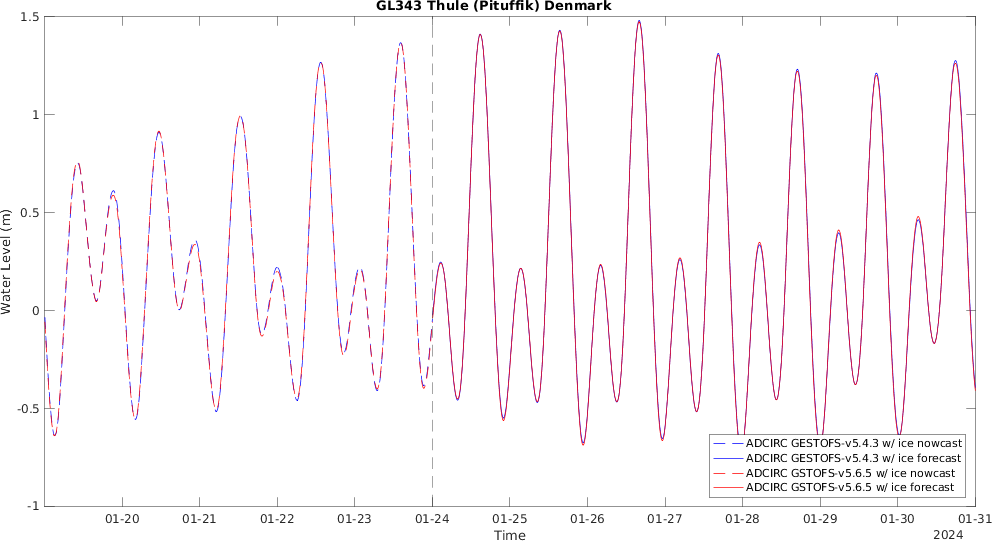 GL343 Thule (Pituffik) Denmark
Water Level (m)
1.5
1
0.5
0
-0.5
-1
ADCIRC GESTOFS-v5.4.3 w/ ice nowcast
ADCIRC GESTOFS-v5.4.3 w/ ice forecast
ADCIRC GSTOFS-v5.6.5 w/ ice nowcast
ADCIRC GSTOFS-v5.6.5 w/ ice forecast
01-20 01-21 01-22 01-23 01-24 01-25 01-26 01-27 01-28 01-29 01-30 01-31
Time
2024